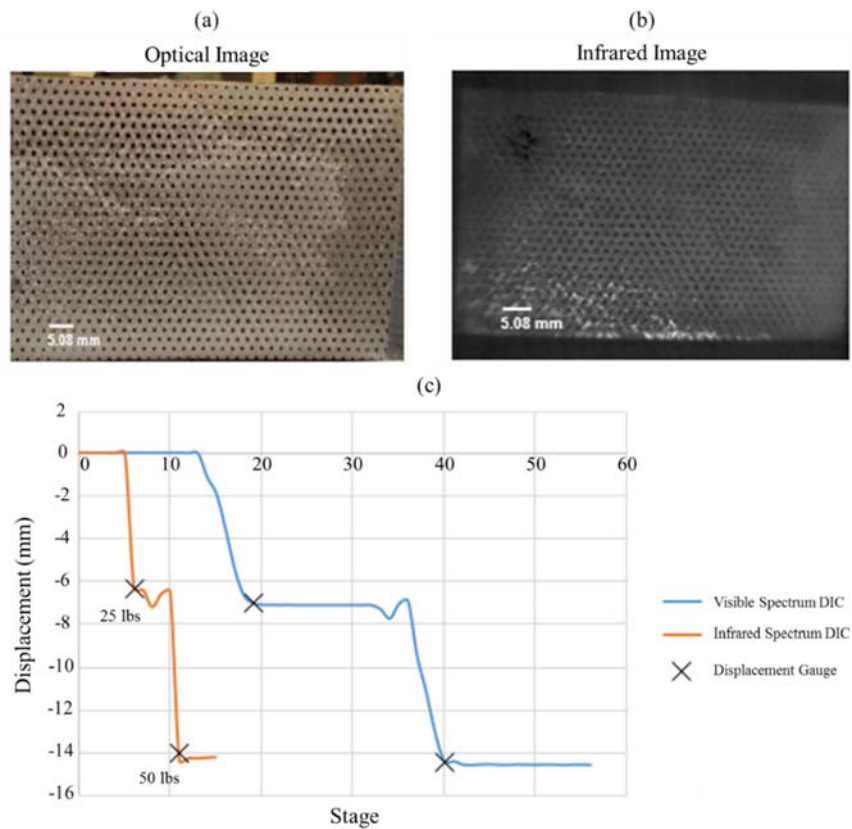 (a)
Optical Image
5.08 mm
(b)
Infrared Image
5.08 mm
(c)
2
0
-2
-4
-6
-8
-10
-12
-14
-16
0 10 20 30 40 50 60
Displacement (mm)
Stage
25 lbs
50 lbs
Visible Spectrum DIC
Infrared Spectrum DIC
Displacement Gauge